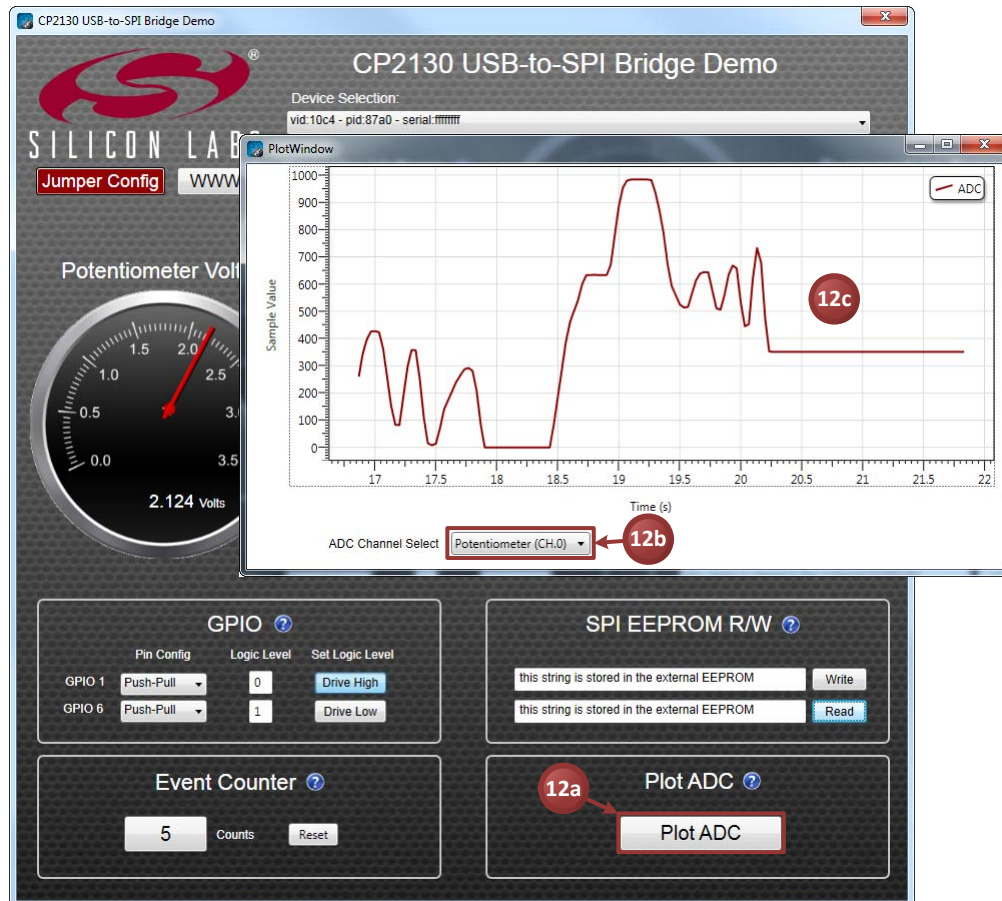 CP2130 USB-to-SPI Bridge Demo
CP2130 USB-to-SPI Bridge Demo
Device Selection:
vid:10c4 - pid:87a0 - serial:ffffffff
SILICON LABS
®
Jumper Config
WWW
PlotWindow
ADC
Sample Value
1000
900
800
700
600
500
400
300
200
100
0
17 17.5 18 18.5 19 19.5 20 20.5 21 21.5 22
Time (s)
12c
ADC Channel Select Potentiometer (CH.0)
12b
Potentiometer Volt
0.0 0.5 1.0 1.5 2.0 2.5 3. 3.5
2.124 Volts
GPIO ?
Pin Config Logic Level Set Logic Level
GPIO 1 Push-Pull 0 Drive High
GPIO 6 Push-Pull 1 Drive Low
SPI EEPROM R/W ?
this string is stored in the external EEPROM Write
this string is stored in the external EEPROM Read
Event Counter ?
5 Counts Reset
12a
Plot ADC ?
Plot ADC